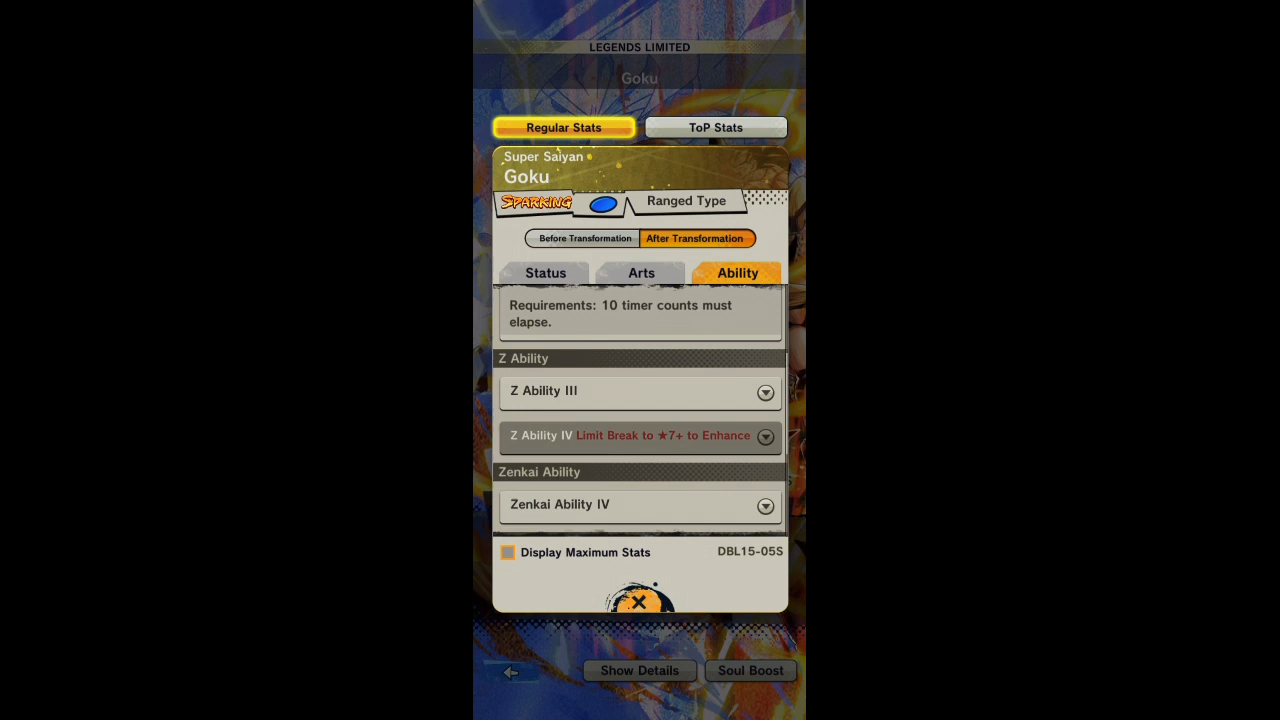 LEGENDS LIMITED
Goku
Regular Stats
ToP Stats
Super Saiyan
Goku
SPARKING
Ranged Type
Before Transformation
After Transformation
Status
Arts
Ability
Requirements: 10 timer counts must
elapse.
Z Ability
Z Ability III
Z Ability IV Limit Break to ★7+ to Enhance
Zenkai Ability
Zenkai Ability IV
Display Maximum Stats
DBL15-05S
Show Details
Soul Boost